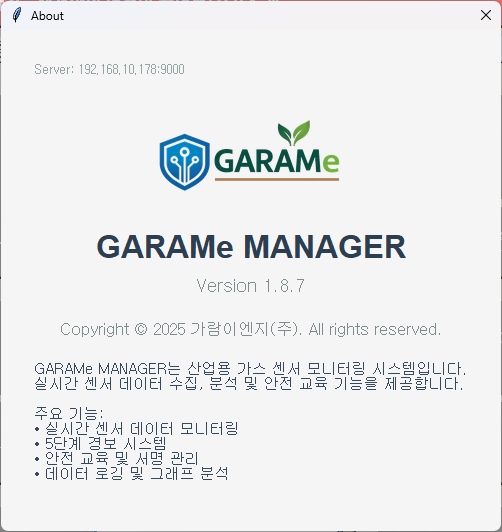 About
Server: 192.168.10.178:9000
GARAMe
GARAMe MANAGER
Version 1.8.7
Copyright © 2025 가람이엔지(주). All rights reserved.
GARAMe MANAGER는 산업용 가스 센서 모니터링 시스템입니다.
실시간 센서 데이터 수집, 분석 및 안전 교육 기능을 제공합니다.
주요 기능:
• 실시간 센서 데이터 모니터링
• 5단계 경보 시스템
• 안전 교육 및 서명 관리
• 데이터 로깅 및 그래프 분석